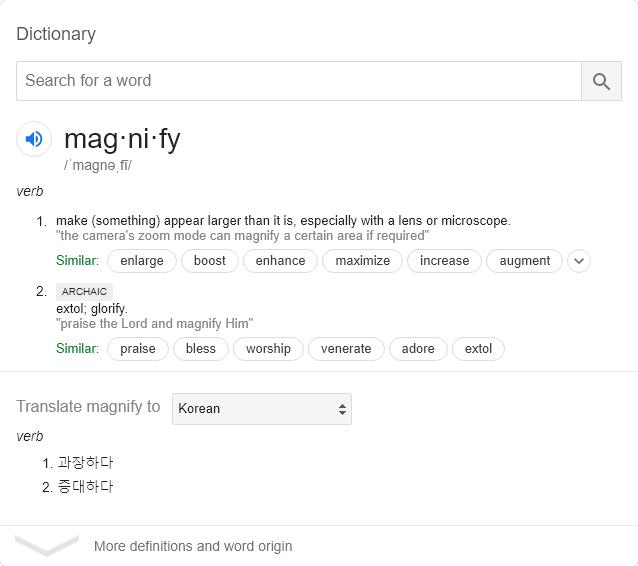 Dictionary
Search for a word
mag·ni·fy
/ˈmaɡnəˌfī/
verb
1. make (something) appear larger than it is, especially with a lens or microscope.
"the camera's zoom mode can magnify a certain area if required"
Similar: enlarge boost enhance maximize increase augment
2. ARCHAIC
extol; glorify.
"praise the Lord and magnify Him"
Similar: praise bless worship venerate adore extol
Translate magnify to Korean
verb
1. 과장하다
2. 증대하다
More definitions and word origin